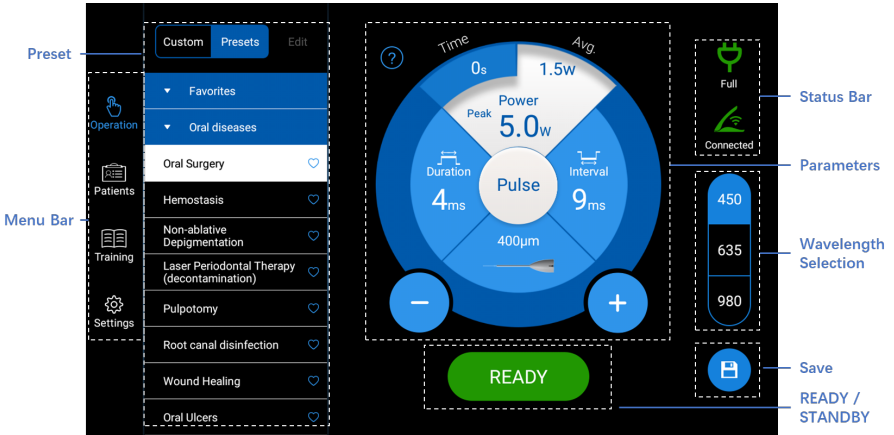 Preset
Menu Bar
Operation
Patients
Training
Settings
Custom
Presets
Edit
Favorites
Oral diseases
Oral Surgery
Hemostasis
Non-ablative
Depigmentation
Laser Periodontal Therapy
(decontamination)
Pulpotomy
Root canal disinfection
Wound Healing
Oral Ulcers
?
Time
Avg.
0s
1.5w
Power
Peak
5.0w
Duration
4ms
Pulse
Interval
9ms
400μm
−
+
READY
Full
Connected
450
635
980
Status Bar
Parameters
Wavelength
Selection
Save
READY /
STANDBY